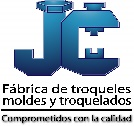 JC
Fábrica de troqueles
moldes y troquelados
Comprometidos con la calidad